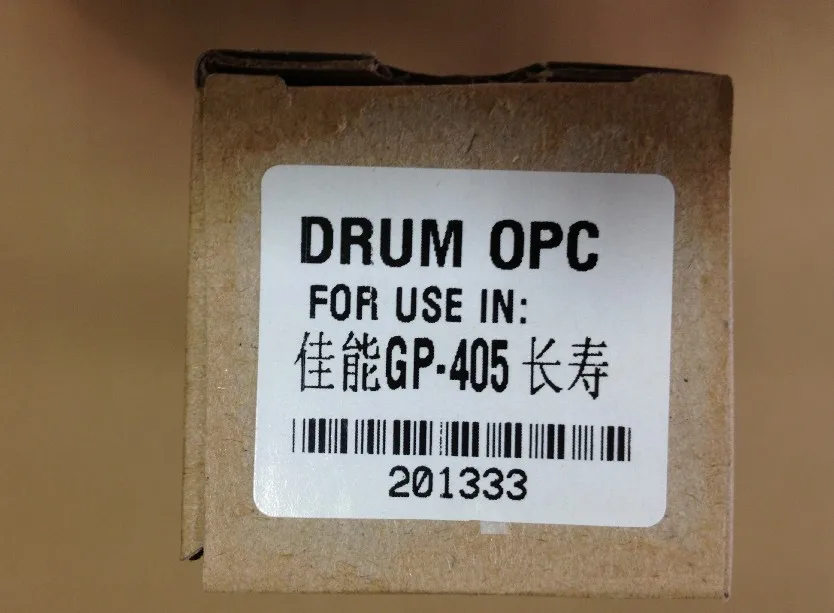 DRUM OPC
FOR USE IN:
佳能GP-405 长寿
201333